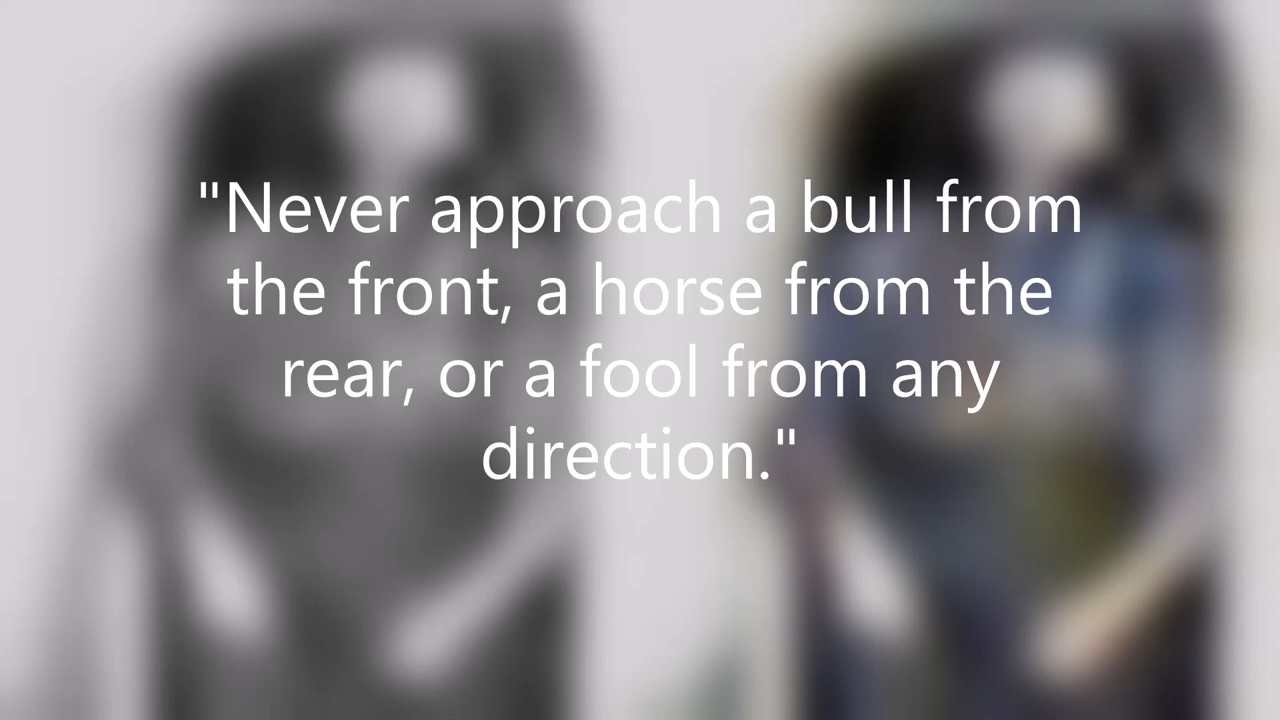 "Never approach a bull from
the front, a horse from the
rear, or a fool from any
direction."